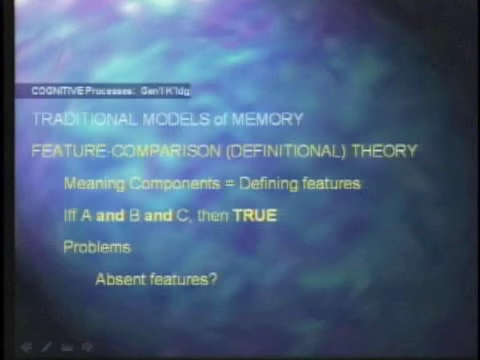 COGNITIVE Processes: Gen'l K'ldg
TRADITIONAL MODELS of MEMORY
FEATURE-COMPARISON (DEFINITIONAL) THEORY
Meaning Components = Defining features
Iff A and B and C, then TRUE
Problems
Absent features?